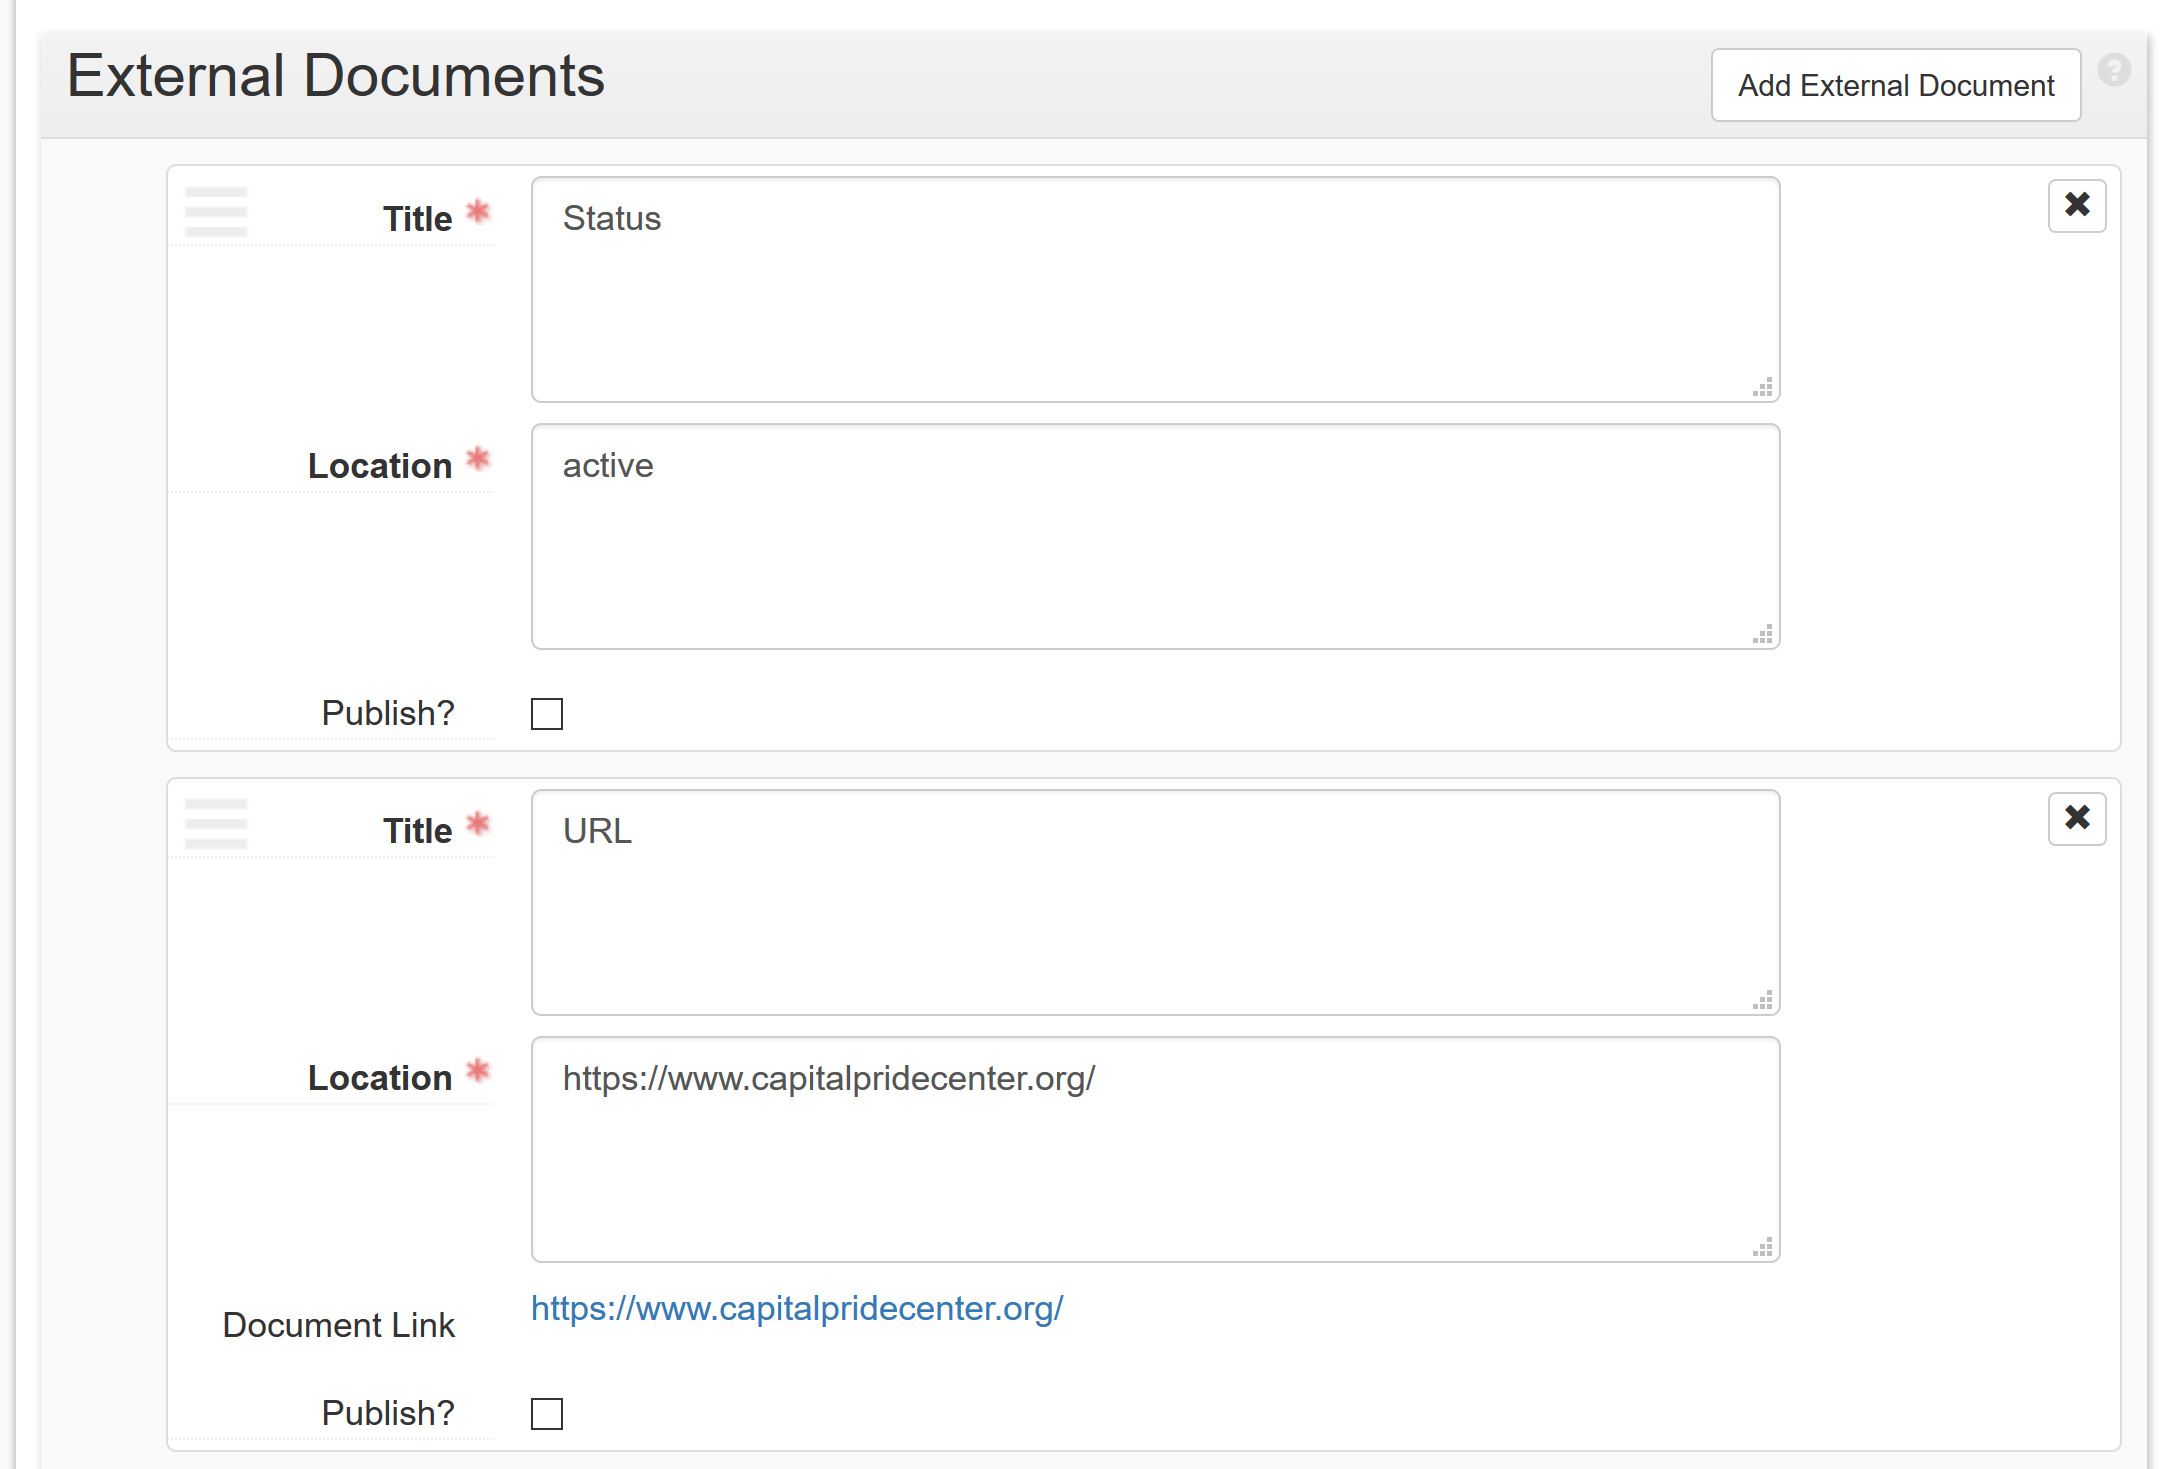 External Documents
Add External Document
?
Title *
Status
Location *
active
Publish?
Title *
URL
Location *
https://www.capitalpridecenter.org/
Document Link
https://www.capitalpridecenter.org/
Publish?